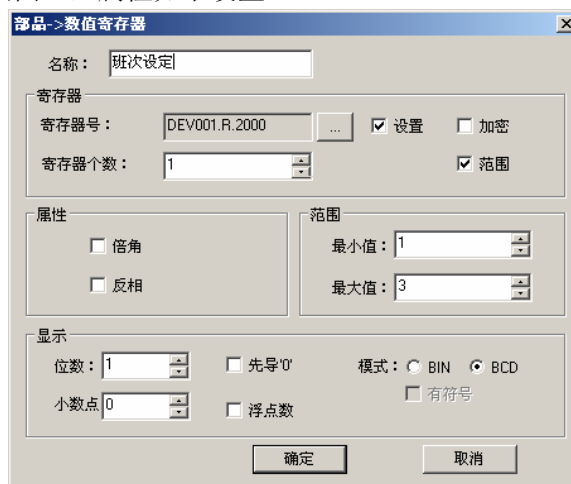 部品->数值寄存器
名称： 班次设定
寄存器
寄存器号： DEV001.R.2000 ... 设置 加密
寄存器个数： 1 范围
属性
倍角
反相
范围
最小值： 1
最大值： 3
显示
位数： 1 先导'0' 模式： BIN BCD
有符号
小数点 0 浮点数
确定 取消